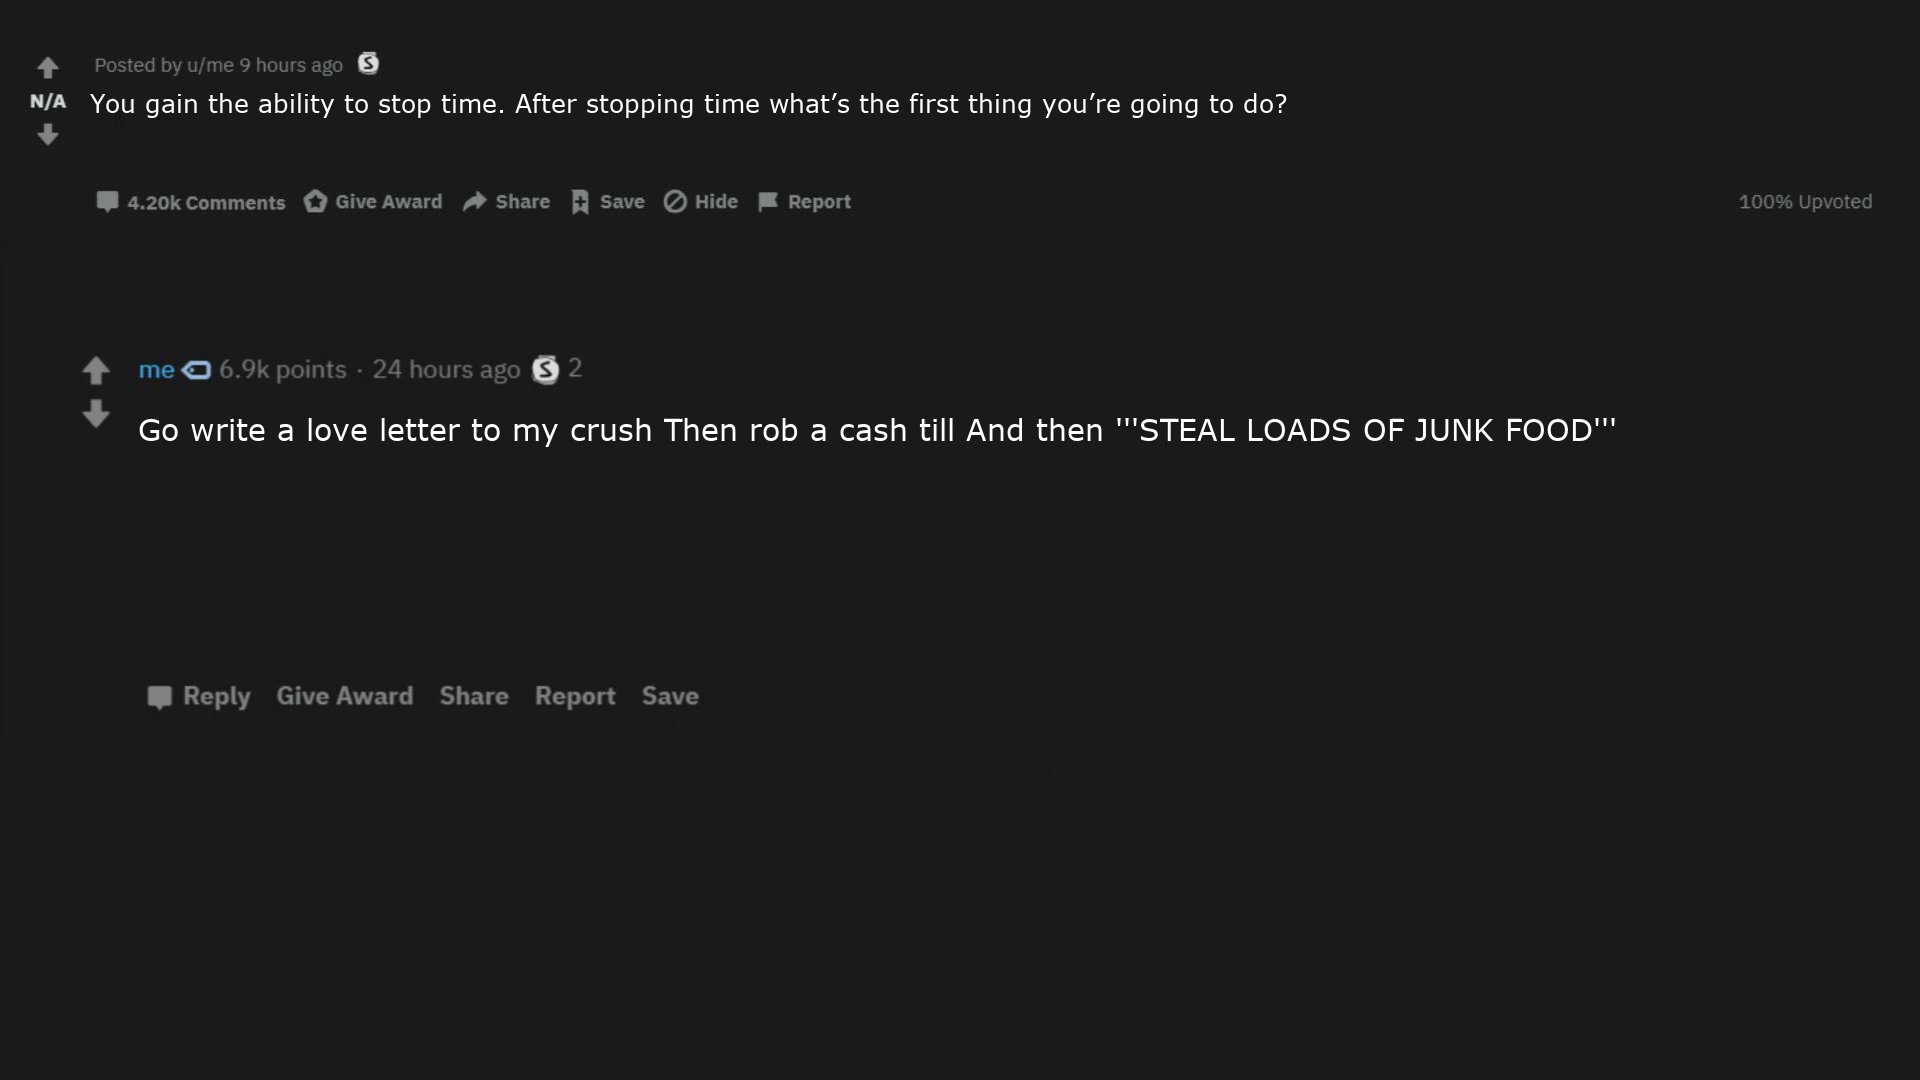 Posted by u/me 9 hours ago S
N/A
You gain the ability to stop time. After stopping time what’s the first thing you’re going to do?
4.20k Comments Give Award Share Save Hide Report 100% Upvoted
me 6.9k points · 24 hours ago S 2
Go write a love letter to my crush Then rob a cash till And then '''STEAL LOADS OF JUNK FOOD'''
Reply Give Award Share Report Save